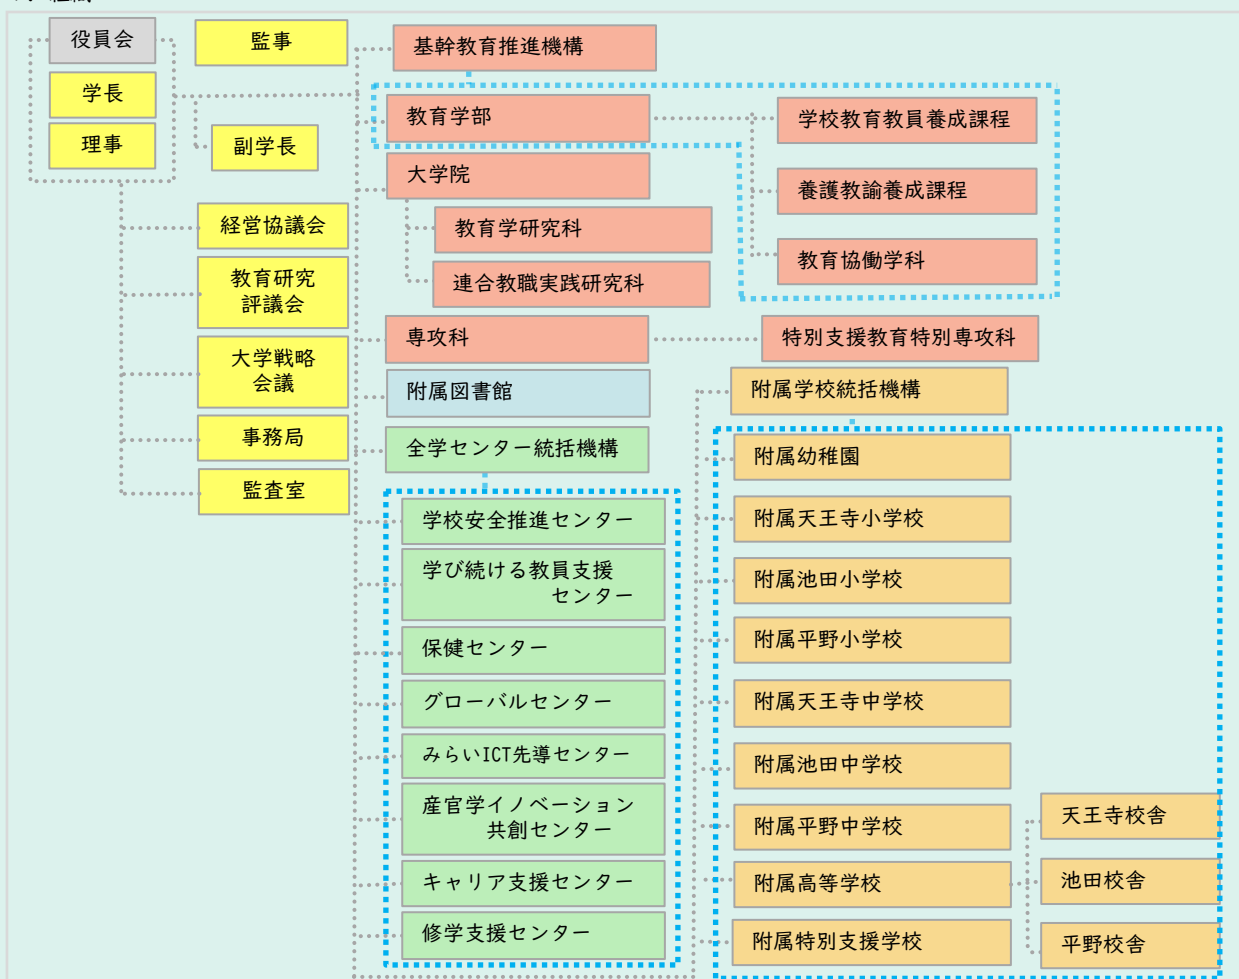 役員会
学長
理事
監事
副学長
経営協議会
教育研究
評議会
大学戦略
会議
事務局
監査室
基幹教育推進機構
教育学部
学校教育教員養成課程
養護教諭養成課程
教育協働学科
大学院
教育学研究科
連合教職実践研究科
専攻科
特別支援教育特別専攻科
附属図書館
全学センター統括機構
学校安全推進センター
学び続ける教員支援
センター
保健センター
グローバルセンター
みらいICT先導センター
産官学イノベーション
共創センター
キャリア支援センター
修学支援センター
附属学校統括機構
附属幼稚園
附属天王寺小学校
附属池田小学校
附属平野小学校
附属天王寺中学校
附属池田中学校
附属平野中学校
附属高等学校
天王寺校舎
池田校舎
平野校舎
附属特別支援学校